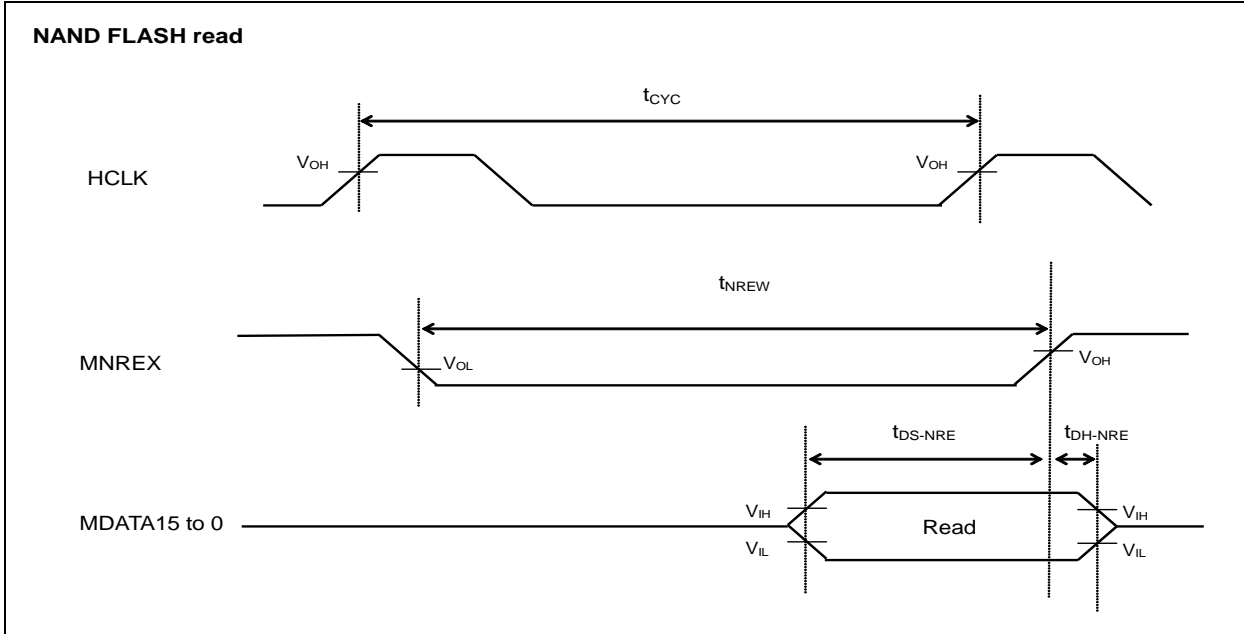 NAND FLASH read
tCYC
VOH
VOH
HCLK
tNREW
MNREX
VOL
VOH
tDS-NRE
tDH-NRE
VIH
VIH
MDATA15 to 0
Read
VIL
VIL